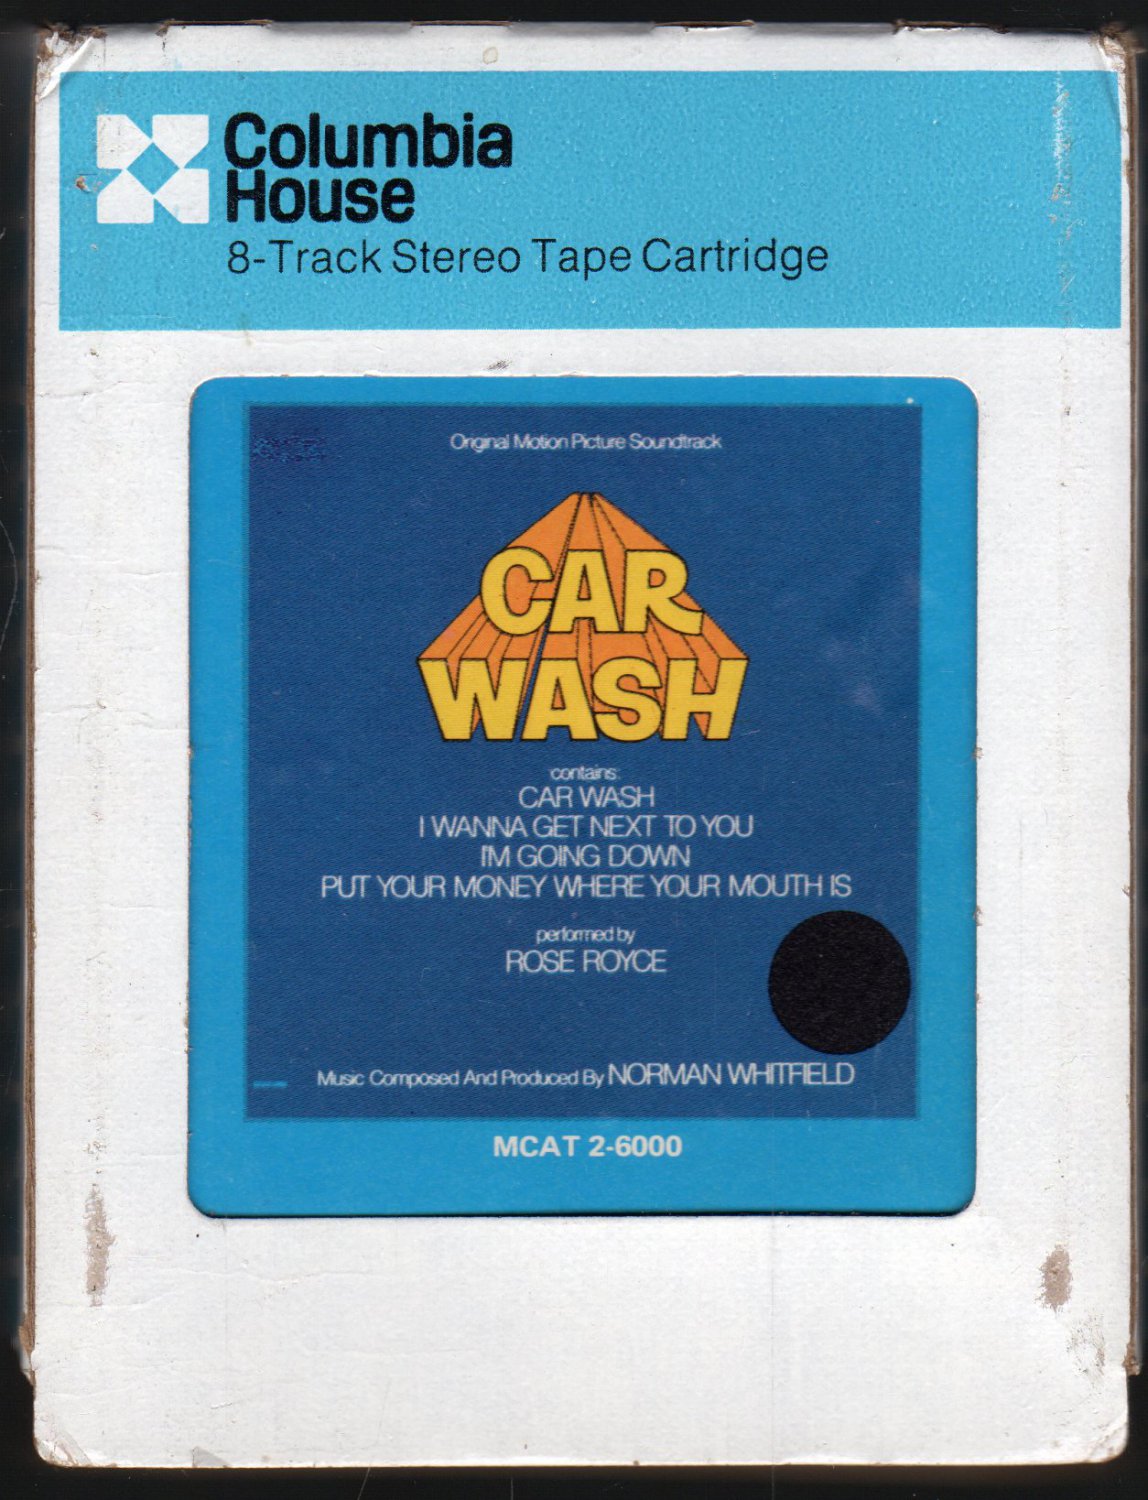 Columbia
House
8-Track Stereo Tape Cartridge
Original Motion Picture Soundtrack
CAR
WASH
contains:
CAR WASH
I WANNA GET NEXT TO YOU
I'M GOING DOWN
PUT YOUR MONEY WHERE YOUR MOUTH IS
performed by
ROSE ROYCE
Music Composed And Produced By NORMAN WHITFIELD
MCAT 2-6000